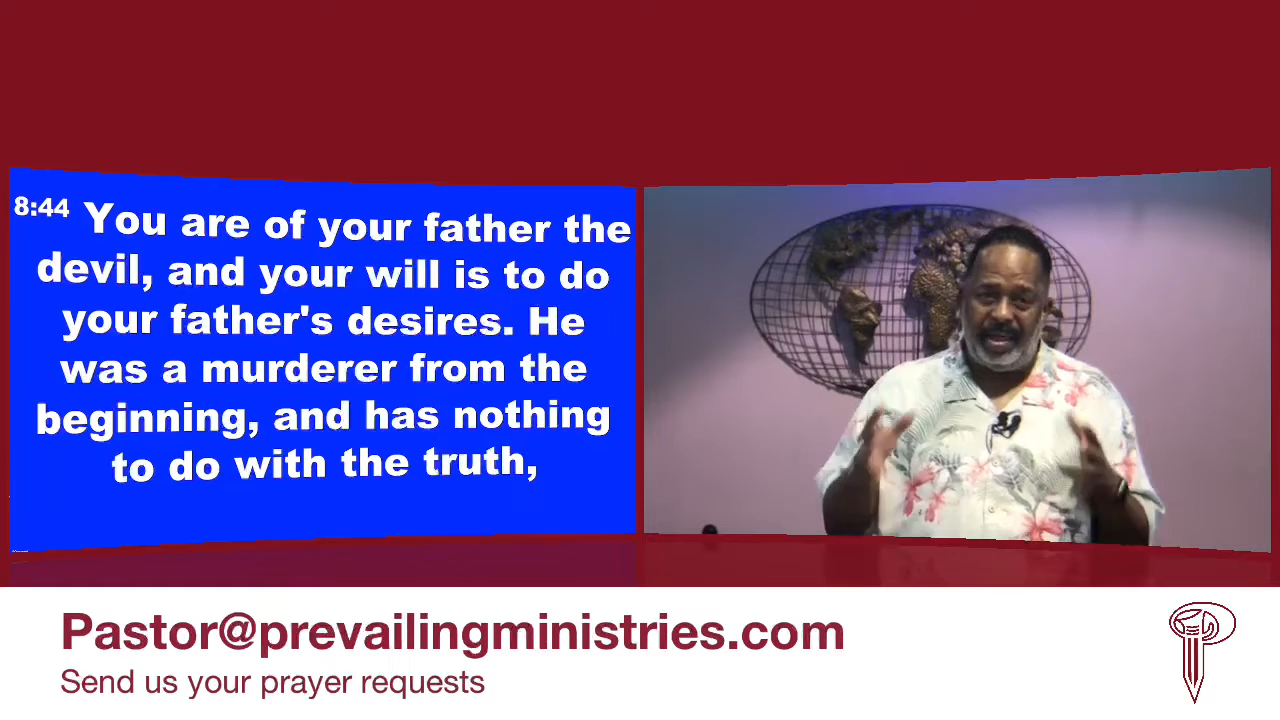 8:44 You are of your father the
devil, and your will is to do
your father's desires. He
was a murderer from the
beginning, and has nothing
to do with the truth,
Pastor@prevailingministries.com
Send us your prayer requests